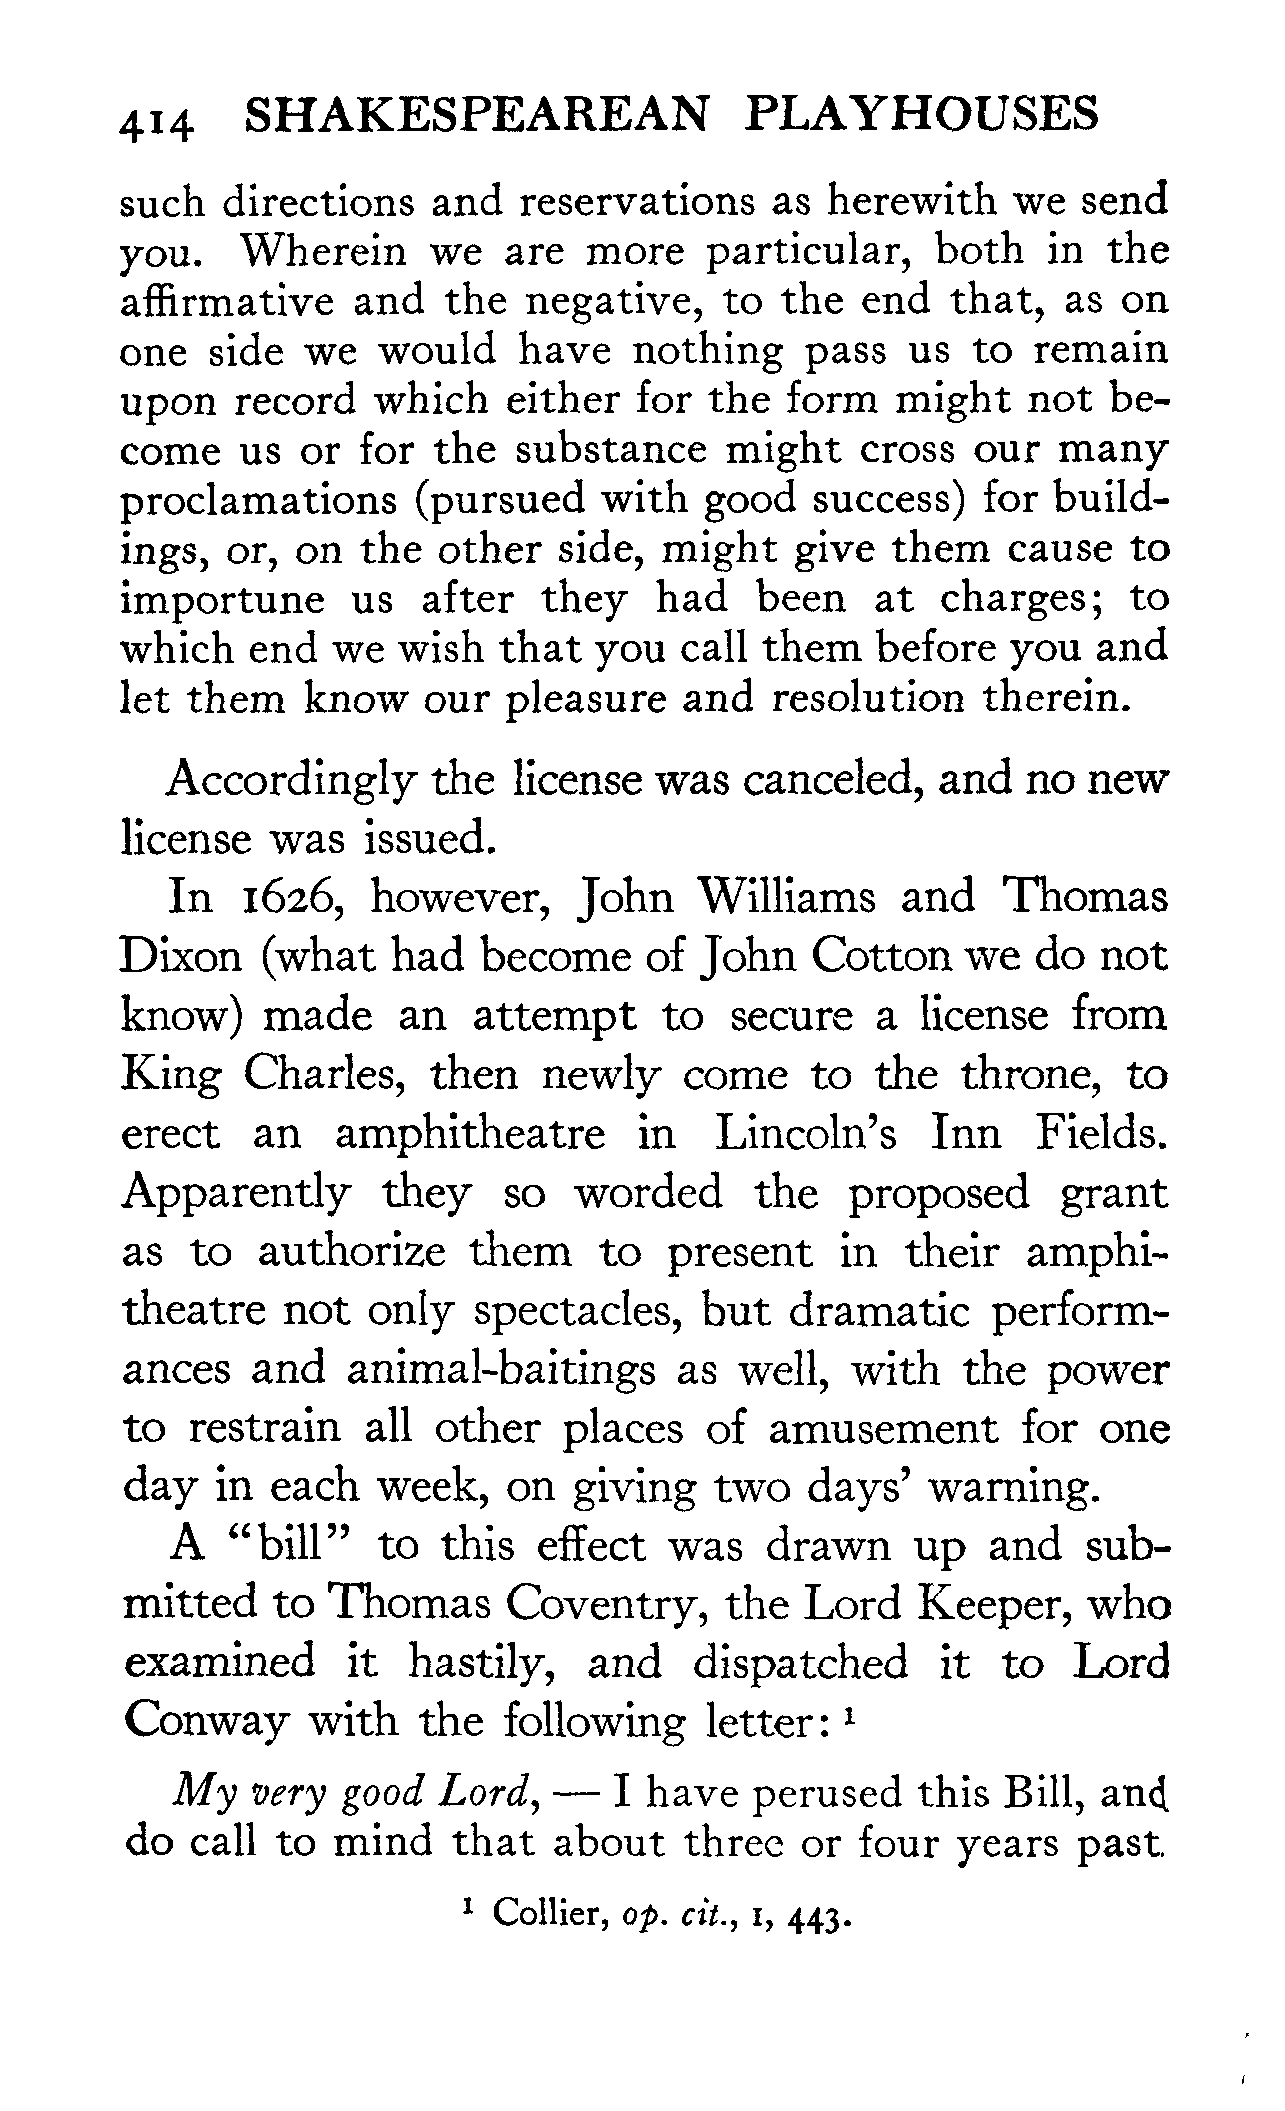 414 SHAKESPEAREAN PLAYHOUSES
such directions and reservations as herewith we send
you. Wherein we are more particular, both in the
affirmative and the negative, to the end that, as on
one side we would have nothing pass us to remain
upon record which either for the form might not be-
come us or for the substance might cross our many
proclamations (pursued with good success) for build-
ings, or, on the other side, might give them cause to
importune us after they had been at charges; to
which end we wish that you call them before you and
let them know our pleasure and resolution therein.
Accordingly the license was canceled, and no new
license was issued.
In 1626, however, John Williams and Thomas
Dixon (what had become of John Cotton we do not
know) made an attempt to secure a license from
King Charles, then newly come to the throne, to
erect an amphitheatre in Lincoln's Inn Fields.
Apparently they so worded the proposed grant
as to authorize them to present in their amphi-
theatre not only spectacles, but dramatic perform-
ances and animal-baitings as well, with the power
to restrain all other places of amusement for one
day in each week, on giving two days' warning.
A "bill" to this effect was drawn up and sub-
mitted to Thomas Coventry, the Lord Keeper, who
examined it hastily, and dispatched it to Lord
Conway with the following letter: ¹
My very good Lord, — I have perused this Bill, and
do call to mind that about three or four years past
¹ Collier, op. cit., I, 443.